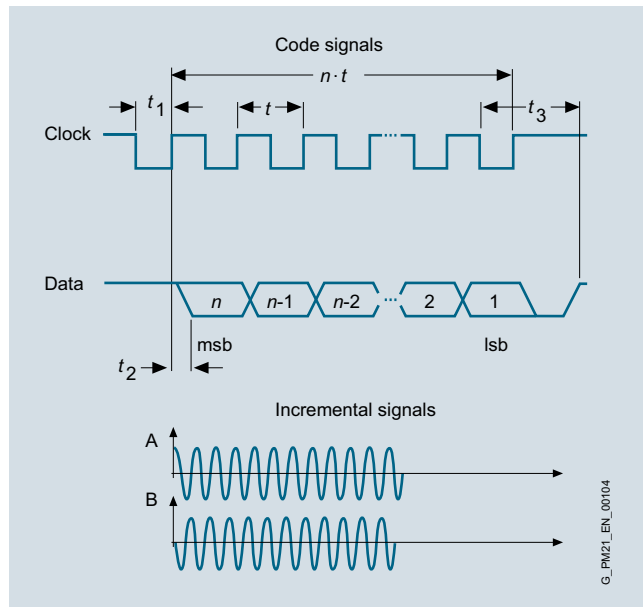 Code signals
n·t
t1
t
t3
Clock
Data
n
n-1
n-2
2
1
msb
lsb
t2
Incremental signals
A
B
G_PM21_EN_00104